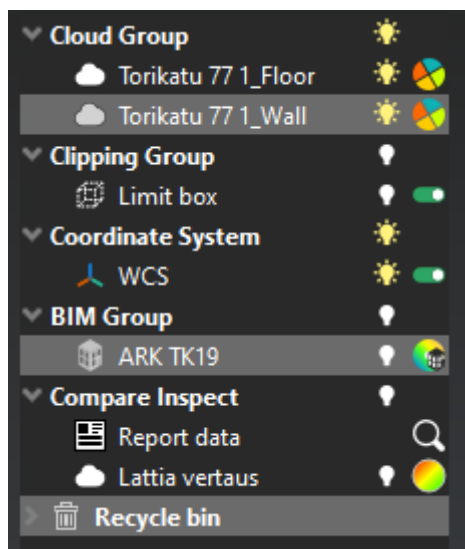 Cloud Group
Torikatu 77 1_Floor
Torikatu 77 1_Wall
Clipping Group
Limit box
Coordinate System
WCS
BIM Group
ARK TK19
Compare Inspect
Report data
Lattia vertaus
Recycle bin